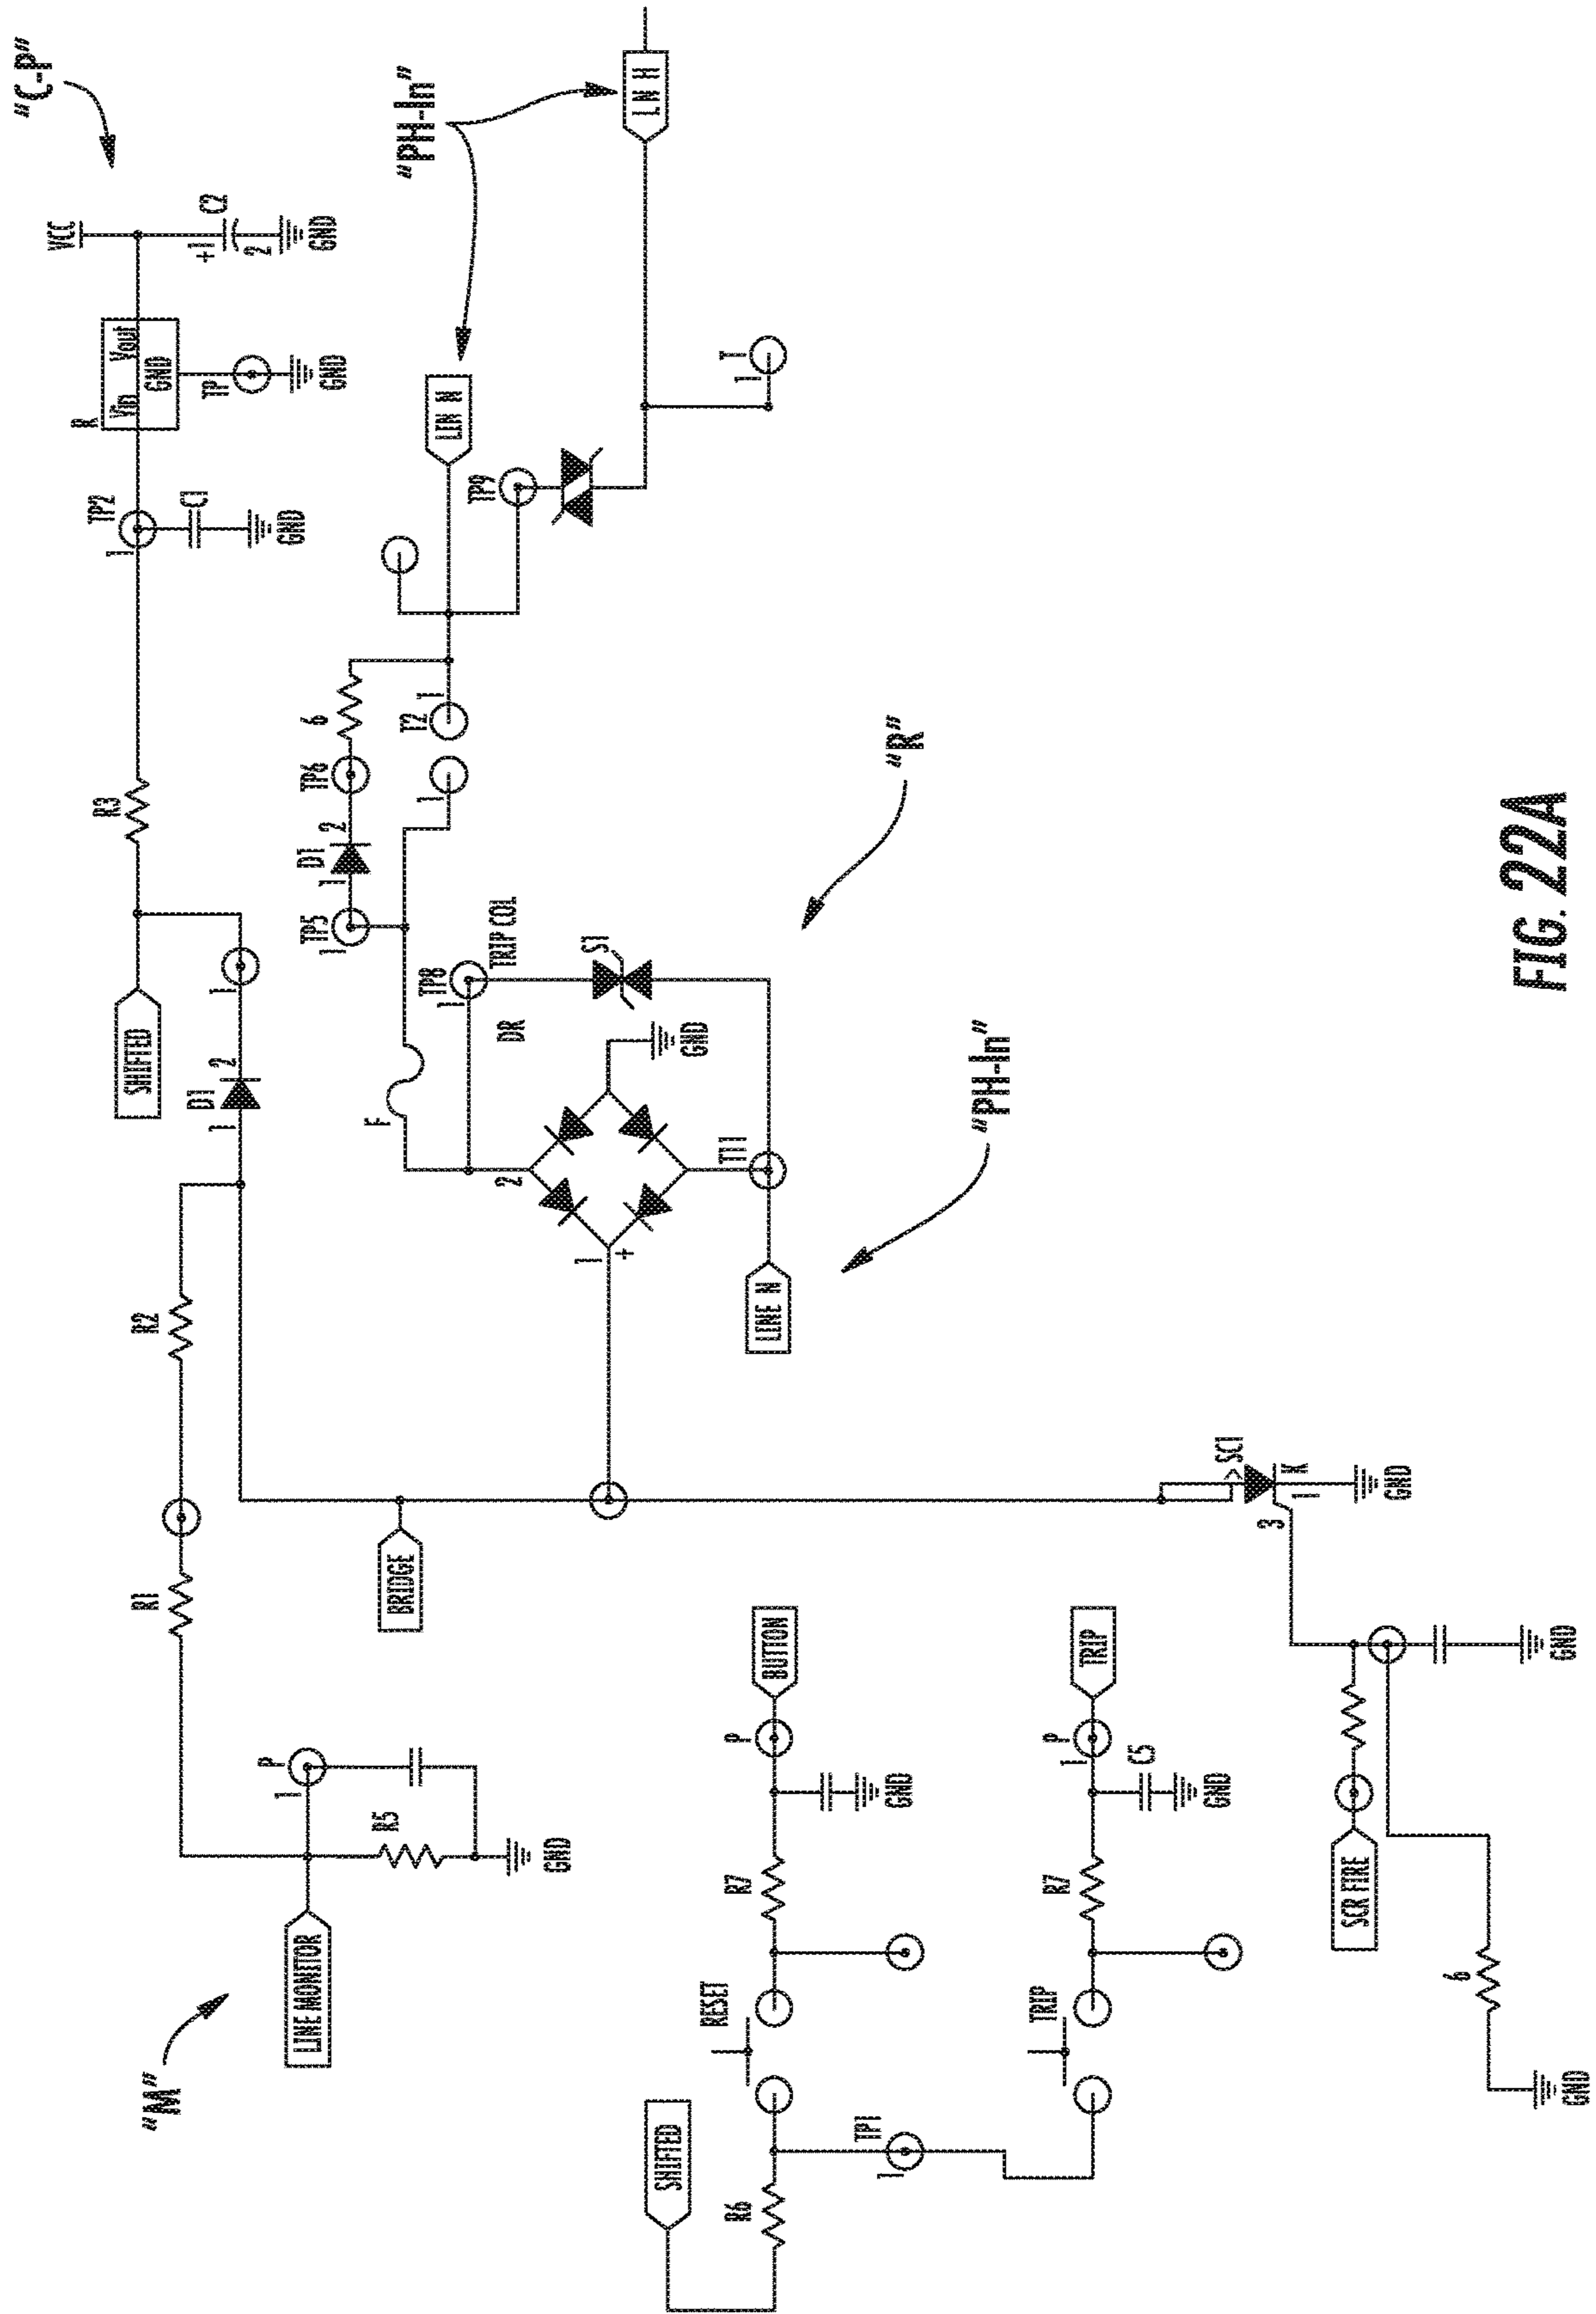 "C-P"
VCC
+1
C2
2
GND
R
Vin
Vout
GND
TP
GND
TP2
1
C1
GND
R3
SHIFTED
1
D1
1
2
R2
R1
"M"
LINE MONITOR
1
P
R5
GND
BRIDGE
"PH-In"
LIN N
LN H
1
T
TP9
6
T2
1
TP6
D1
1
2
TP5
1
1
F
TP8
1
TRIP COL
S1
DR
GND
2
1
+
T11
LINE N
"R"
"PH-In"
SHIFTED
R6
RESET
R7
P
BUTTON
GND
TP1
1
TRIP
R7
P
1
TRIP
C5
GND
SC1
K
1
3
GND
SCR FIRE
GND
6
GND
FIG. 22A